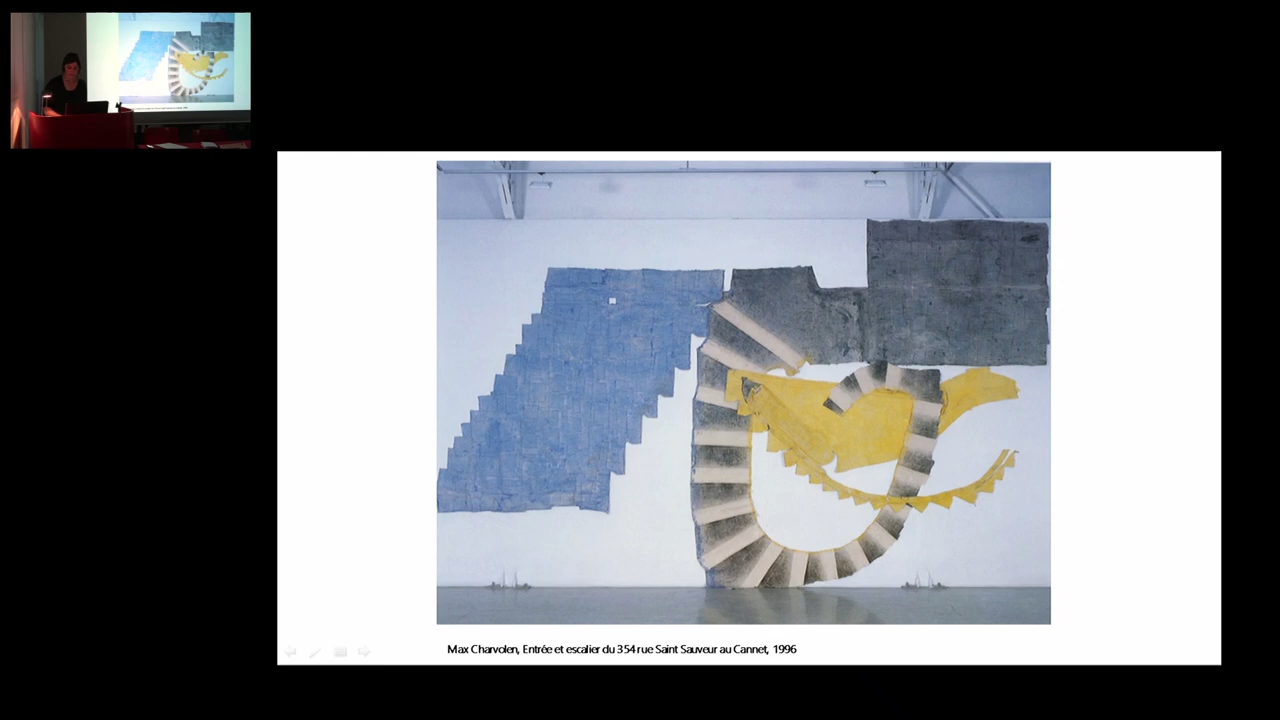 Max Charvolen, Entrée et escalier du 354 rue Saint Sauveur au Cannet, 1996